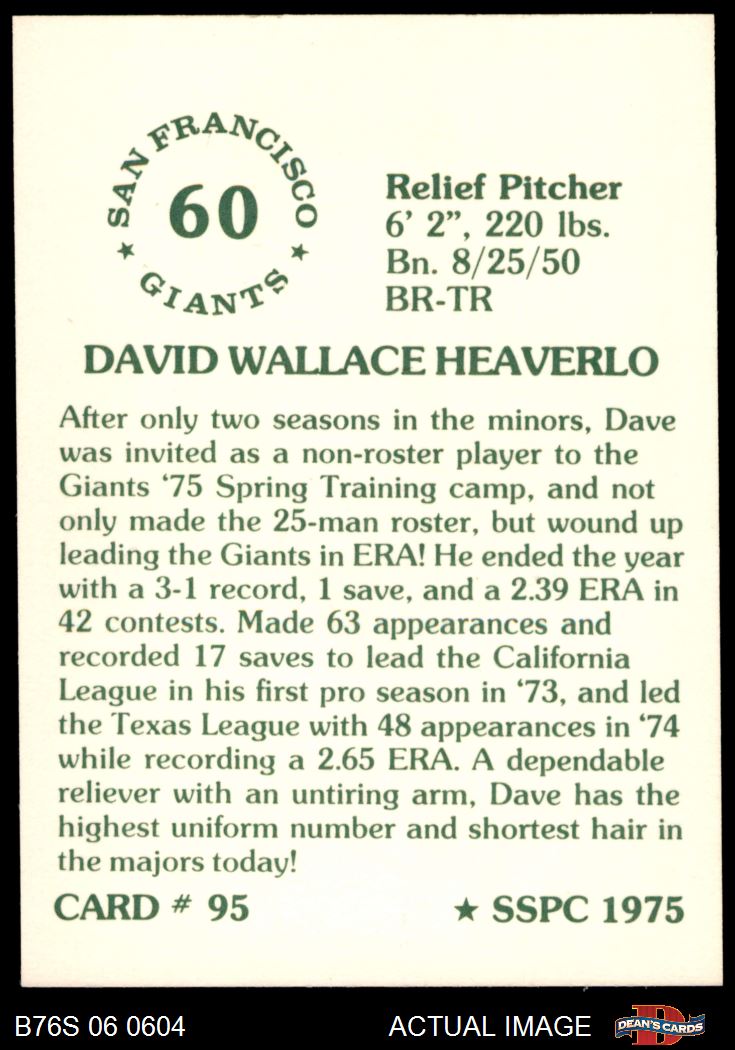 SAN FRANCISCO
60
★ GIANTS ★
Relief Pitcher
6’ 2”, 220 lbs.
Bn. 8/25/50
BR-TR
DAVID WALLACE HEAVERLO
After only two seasons in the minors, Dave
was invited as a non-roster player to the
Giants ‘75 Spring Training camp, and not
only made the 25-man roster, but wound up
leading the Giants in ERA! He ended the year
with a 3-1 record, 1 save, and a 2.39 ERA in
42 contests. Made 63 appearances and
recorded 17 saves to lead the California
League in his first pro season in ‘73, and led
the Texas League with 48 appearances in ‘74
while recording a 2.65 ERA. A dependable
reliever with an untiring arm, Dave has the
highest uniform number and shortest hair in
the majors today!
CARD # 95 ★ SSPC 1975
B76S 06 0604 ACTUAL IMAGE DEAN'S CARDS